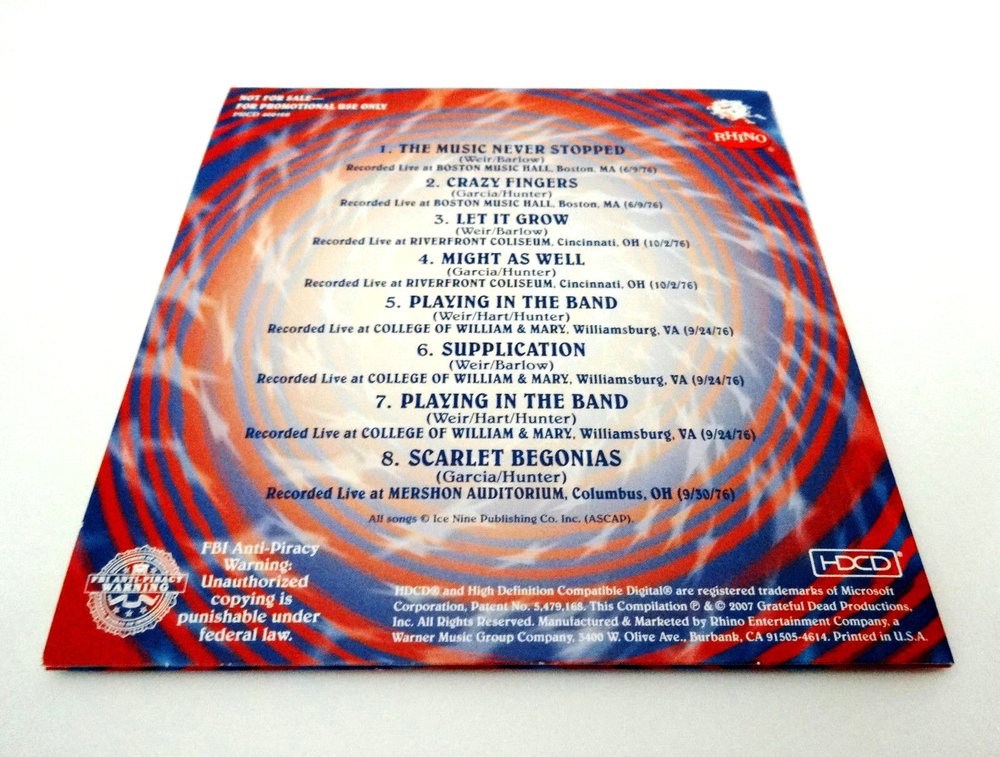 NOT FOR SALE—
FOR PROMOTIONAL USE ONLY
PRCD
RHINO
1. THE MUSIC NEVER STOPPED
(Weir/Barlow)
Recorded Live at BOSTON MUSIC HALL, Boston, MA (6/9/76)
2. CRAZY FINGERS
(Garcia/Hunter)
Recorded Live at BOSTON MUSIC HALL, Boston, MA (6/9/76)
3. LET IT GROW
(Weir/Barlow)
Recorded Live at RIVERFRONT COLISEUM, Cincinnati, OH (10/2/76)
4. MIGHT AS WELL
(Garcia/Hunter)
Recorded Live at RIVERFRONT COLISEUM, Cincinnati, OH (10/2/76)
5. PLAYING IN THE BAND
(Weir/Hart/Hunter)
Recorded Live at COLLEGE OF WILLIAM & MARY, Williamsburg, VA (9/24/76)
6. SUPPLICATION
(Weir/Barlow)
Recorded Live at COLLEGE OF WILLIAM & MARY, Williamsburg, VA (9/24/76)
7. PLAYING IN THE BAND
(Weir/Hart/Hunter)
Recorded Live at COLLEGE OF WILLIAM & MARY, Williamsburg, VA (9/24/76)
8. SCARLET BEGONIAS
(Garcia/Hunter)
Recorded Live at MERSHON AUDITORIUM, Columbus, OH (9/30/76)
All songs © Ice Nine Publishing Co. Inc. (ASCAP).
FBI ANTI-PIRACY
WARNING
FBI Anti-Piracy
Warning:
Unauthorized
copying is
punishable under
federal law.
HDCD®
HDCD® and High Definition Compatible Digital® are registered trademarks of Microsoft
Corporation, Patent No. 5,479,168. This Compilation ℗ & © 2007 Grateful Dead Productions,
Inc. All Rights Reserved. Manufactured & Marketed by Rhino Entertainment Company, a
Warner Music Group Company, 3400 W. Olive Ave., Burbank, CA 91505-4614. Printed in U.S.A.